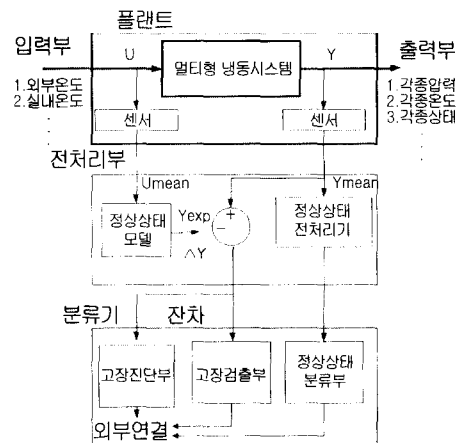 플랜트
입력부
U
멀티형 냉동시스템
Y
출력부
1.외부온도
2.실내온도
1.각종압력
2.각종온도
3.각종상태
센서
센서
전처리부
Umean
Ymean
정상상태
모델
Yexp
+
−
△Y
정상상태
전처리기
분류기
잔차
고장진단부
고장검출부
정상상태
분류부
외부연결